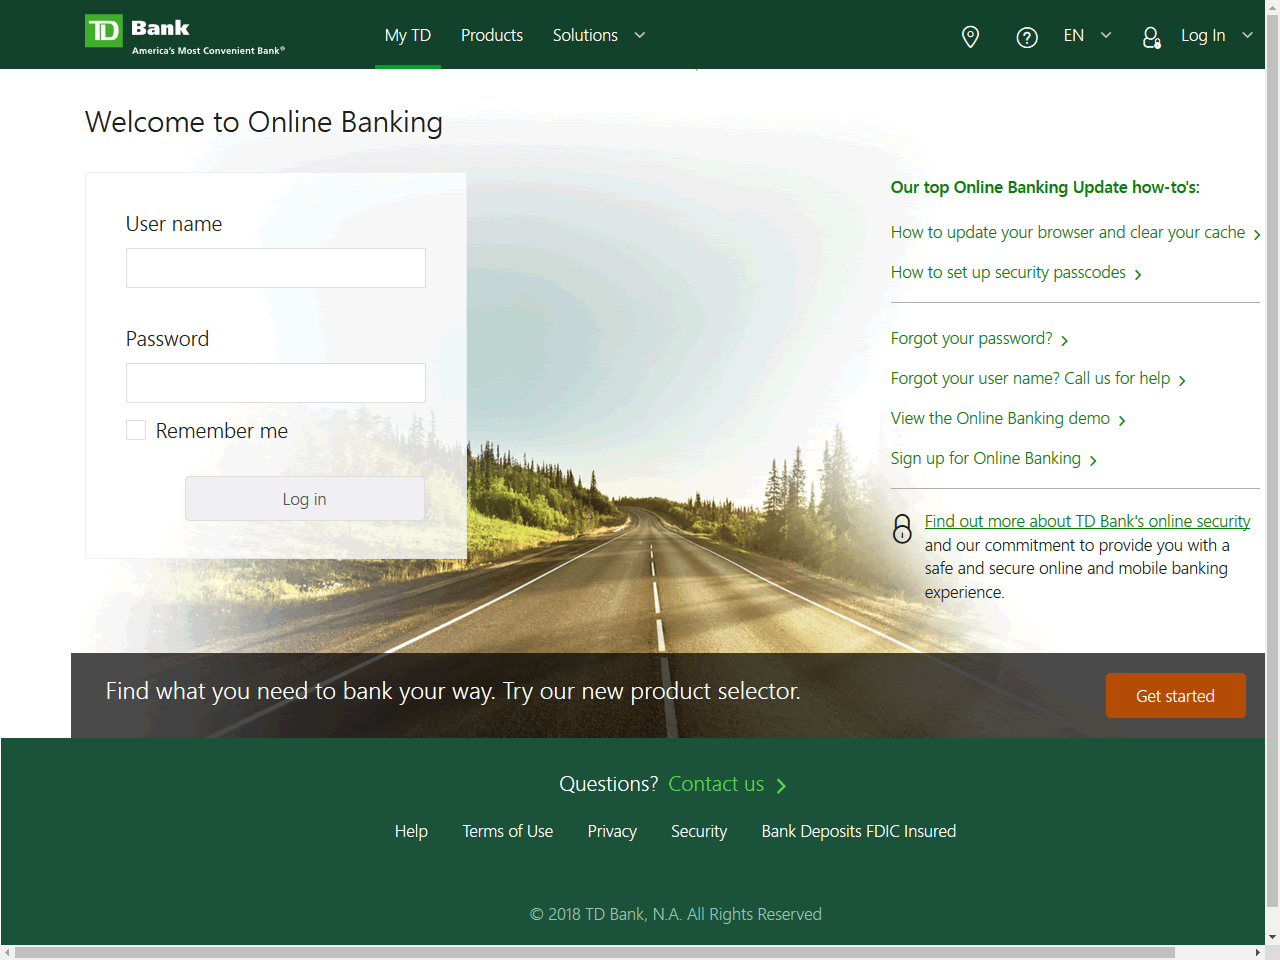 TD Bank
America's Most Convenient Bank®
My TD
Products
Solutions
EN
Log In
Welcome to Online Banking
User name
Password
Remember me
Log in
Our top Online Banking Update how-to's:
How to update your browser and clear your cache
How to set up security passcodes
Forgot your password?
Forgot your user name? Call us for help
View the Online Banking demo
Sign up for Online Banking
Find out more about TD Bank's online security
and our commitment to provide you with a
safe and secure online and mobile banking
experience.
Find what you need to bank your way. Try our new product selector.
Get started
Questions? Contact us
Help
Terms of Use
Privacy
Security
Bank Deposits FDIC Insured
© 2018 TD Bank, N.A. All Rights Reserved